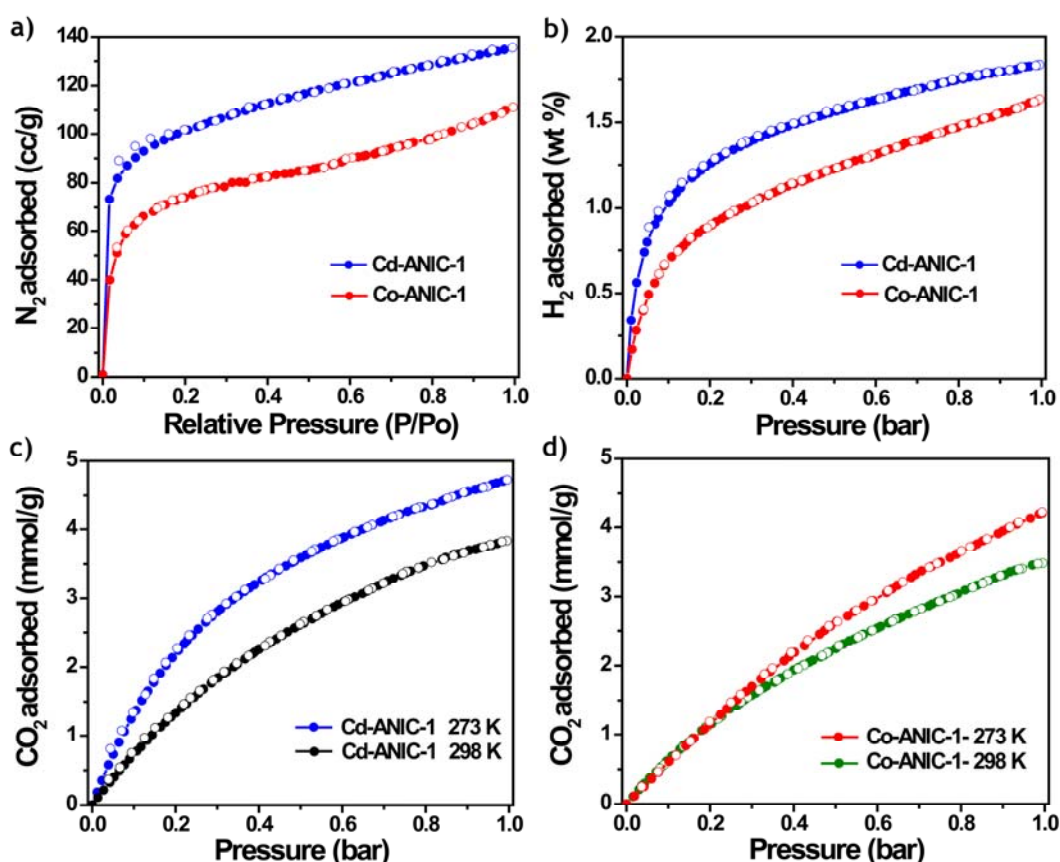 a)
N2 adsorbed (cc/g)
140
120
100
80
60
40
20
0
Cd-ANIC-1
Co-ANIC-1
0.0 0.2 0.4 0.6 0.8 1.0
Relative Pressure (P/Po)
b)
H2 adsorbed (wt %)
2.0
1.5
1.0
0.5
0.0
Cd-ANIC-1
Co-ANIC-1
0.0 0.2 0.4 0.6 0.8 1.0
Pressure (bar)
c)
CO2 adsorbed (mmol/g)
5
4
3
2
1
0
Cd-ANIC-1 273 K
Cd-ANIC-1 298 K
0.0 0.2 0.4 0.6 0.8 1.0
Pressure (bar)
d)
CO2 adsorbed (mmol/g)
5
4
3
2
1
0
Co-ANIC-1- 273 K
Co-ANIC-1- 298 K
0.0 0.2 0.4 0.6 0.8 1.0
Pressure (bar)